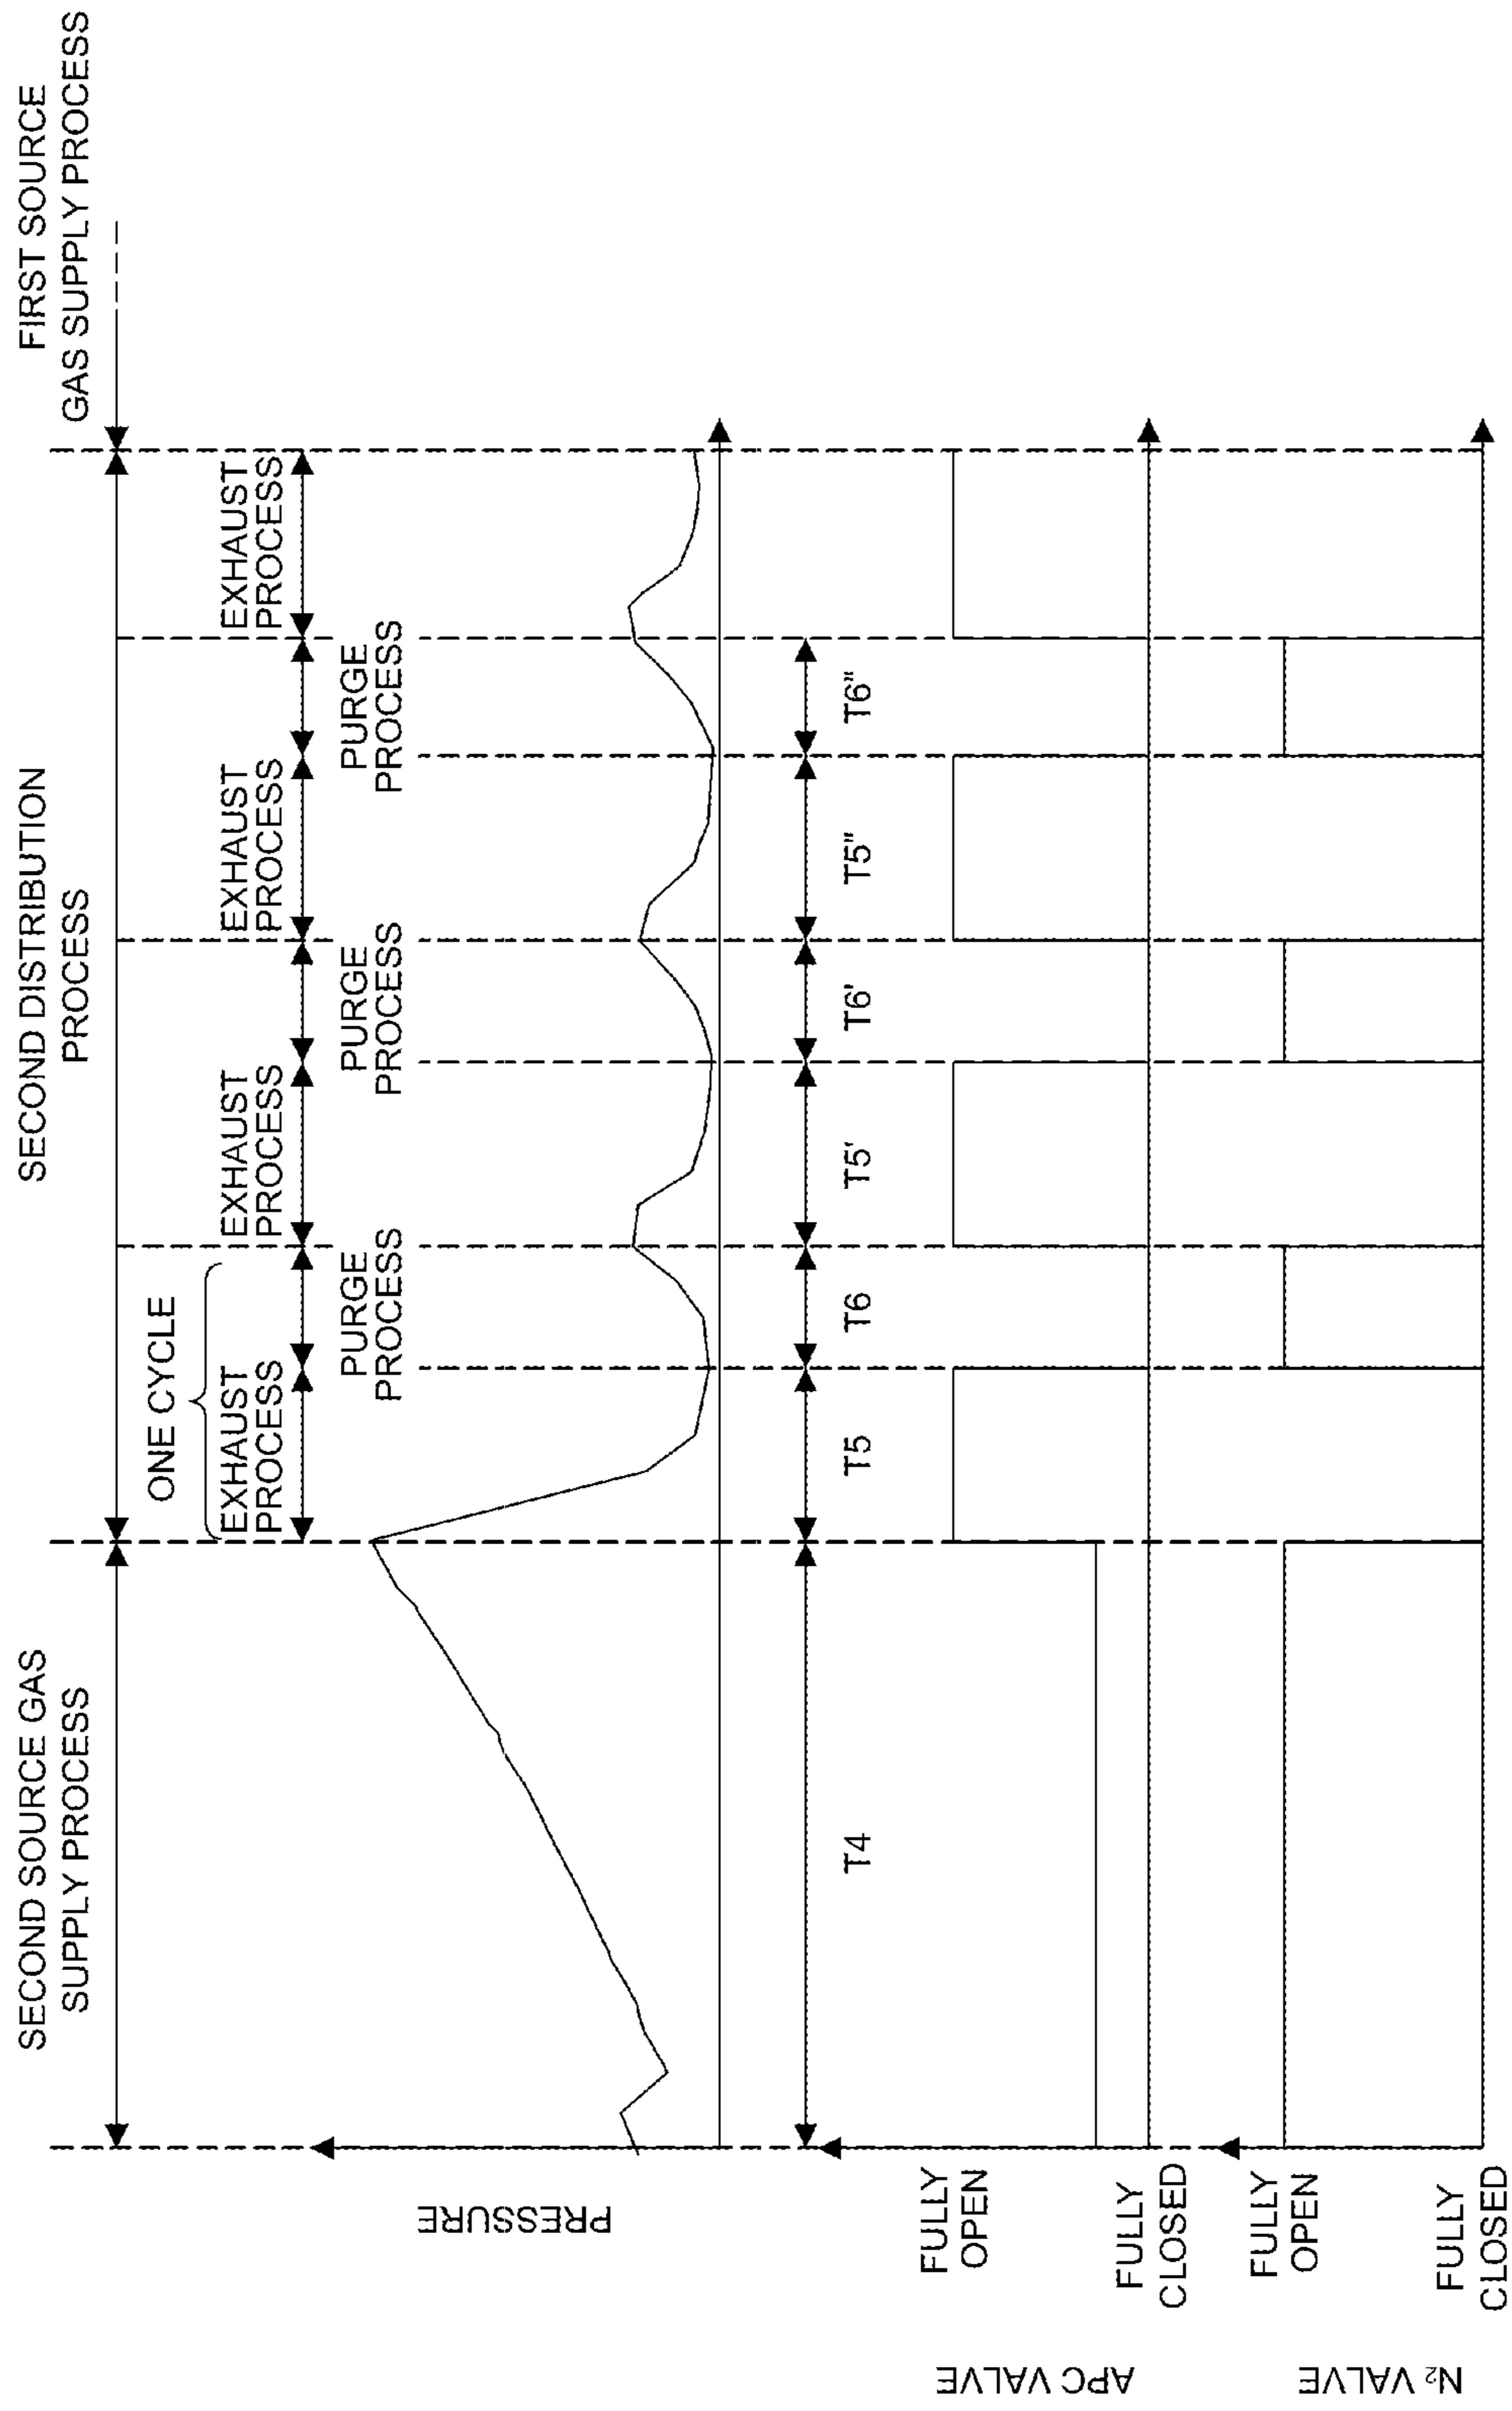 SECOND SOURCE GAS
SUPPLY PROCESS
SECOND DISTRIBUTION
PROCESS
FIRST SOURCE
GAS SUPPLY PROCESS
ONE CYCLE
EXHAUST
PROCESS
EXHAUST
PROCESS
EXHAUST
PROCESS
EXHAUST
PROCESS
PURGE
PROCESS
PURGE
PROCESS
PURGE
PROCESS
PRESSURE
T4
T5
T6
T5'
T6'
T5"
T6"
APC VALVE
FULLY
OPEN
FULLY
CLOSED
N₂ VALVE
FULLY
OPEN
FULLY
CLOSED